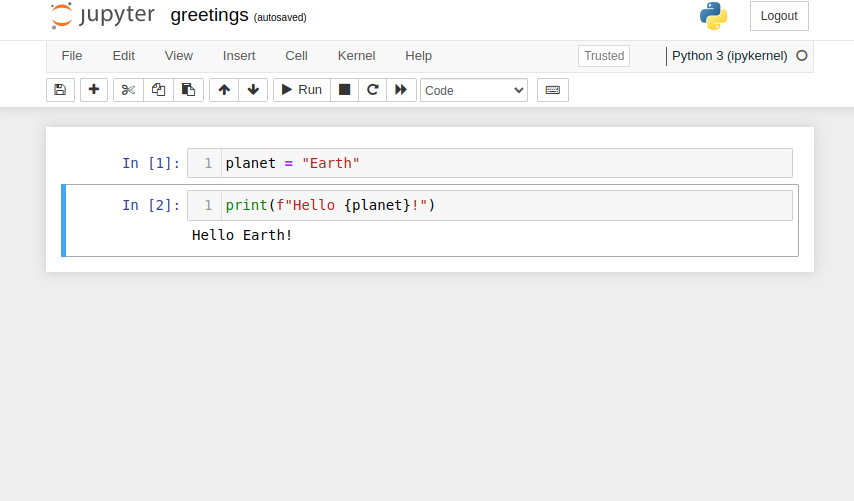 jupyter greetings (autosaved) Logout
File Edit View Insert Cell Kernel Help Trusted Python 3 (ipykernel)
Run Code
In [1]: 1 planet = "Earth"
In [2]: 1 print(f"Hello {planet}!")
Hello Earth!